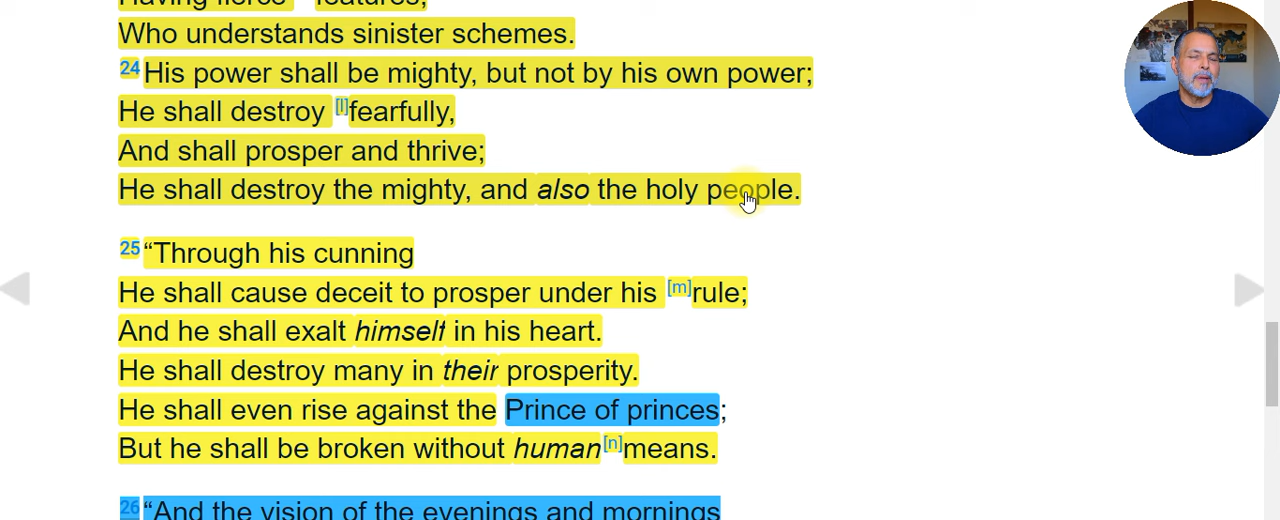 Having fierce features,
Who understands sinister schemes.
24 His power shall be mighty, but not by his own power;
He shall destroy [l]fearfully,
And shall prosper and thrive;
He shall destroy the mighty, and also the holy people.
25 “Through his cunning
He shall cause deceit to prosper under his [m]rule;
And he shall exalt himself in his heart.
He shall destroy many in their prosperity.
He shall even rise against the Prince of princes;
But he shall be broken without human[n]means.
26 “And the vision of the evenings and mornings